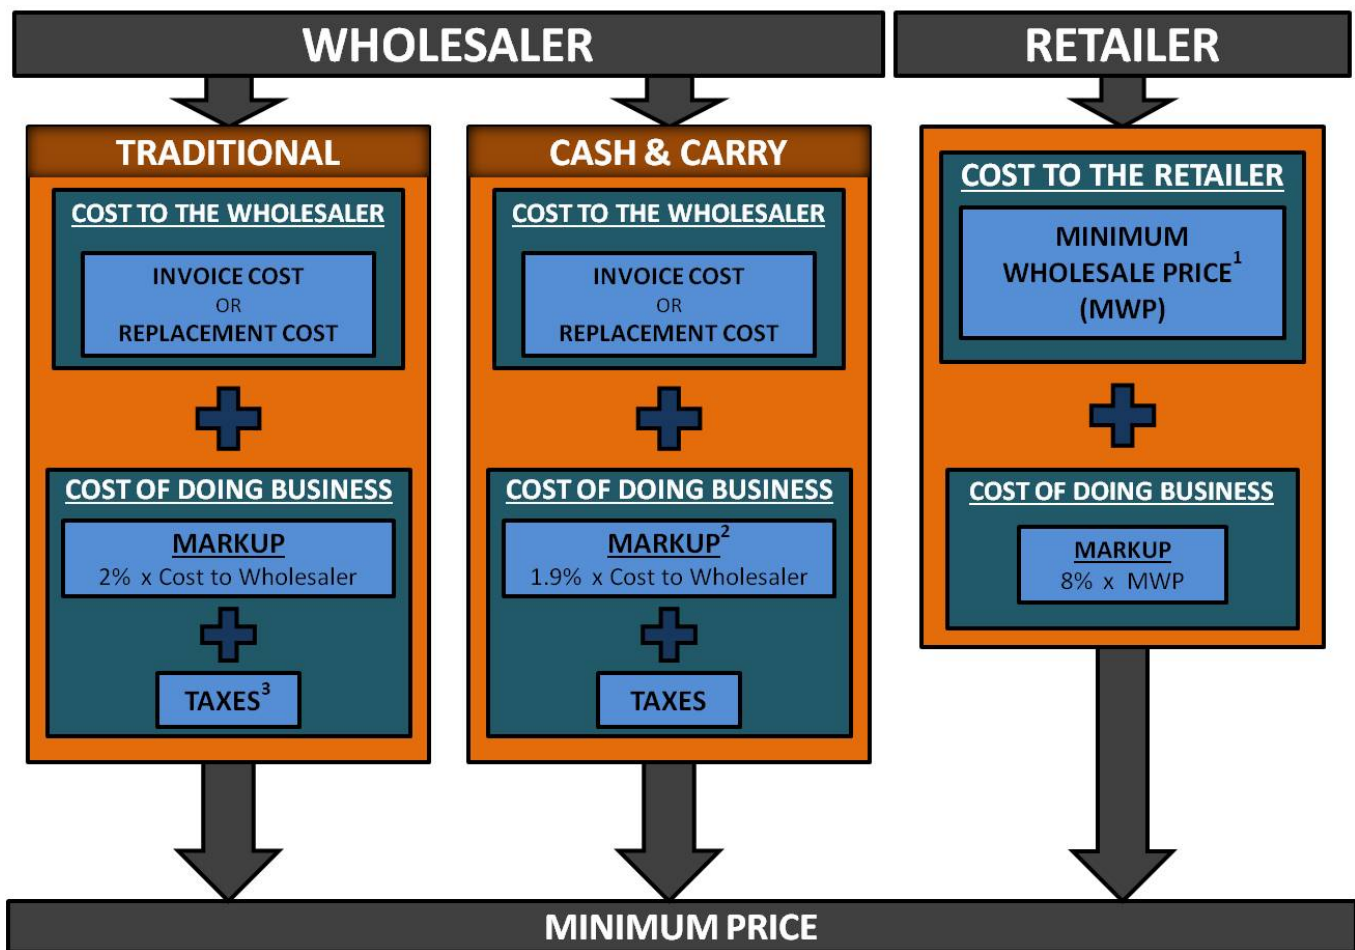 WHOLESALER
RETAILER
TRADITIONAL
COST TO THE WHOLESALER
INVOICE COST
OR
REPLACEMENT COST
COST OF DOING BUSINESS
MARKUP
2% x Cost to Wholesaler
TAXES³
CASH & CARRY
COST TO THE WHOLESALER
INVOICE COST
OR
REPLACEMENT COST
COST OF DOING BUSINESS
MARKUP²
1.9% x Cost to Wholesaler
TAXES
COST TO THE RETAILER
MINIMUM
WHOLESALE PRICE¹
(MWP)
COST OF DOING BUSINESS
MARKUP
8% x MWP
MINIMUM PRICE